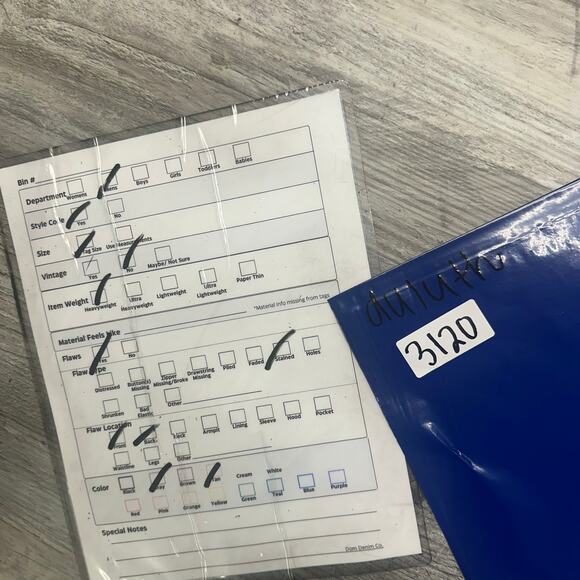 Bin #
Department Womens Mens Boys Girls Toddlers Babies
Style Code Yes No
Size Tag Size Use Measurements
Vintage Yes No Maybe/ Not Sure
Item Weight Heavyweight Ultra Heavyweight Lightweight Ultra Lightweight Paper Thin
*Material info missing from tags
Material Feels Like
Flaws Yes No
Flaw Type Distressed Button(s) Missing Zipper Missing/Broke Drawstring Missing Pilled Faded Stained Holes
Shrunken Bad Elastic Other
Flaw Location Front Back Neck Armpit Lining Sleeve Hood Pocket
Waistline Legs Other
Color Black Gray Brown Tan Cream White
Red Pink Orange Yellow Green Teal Blue Purple
Special Notes
Dom Denim Co.
duluth
3120